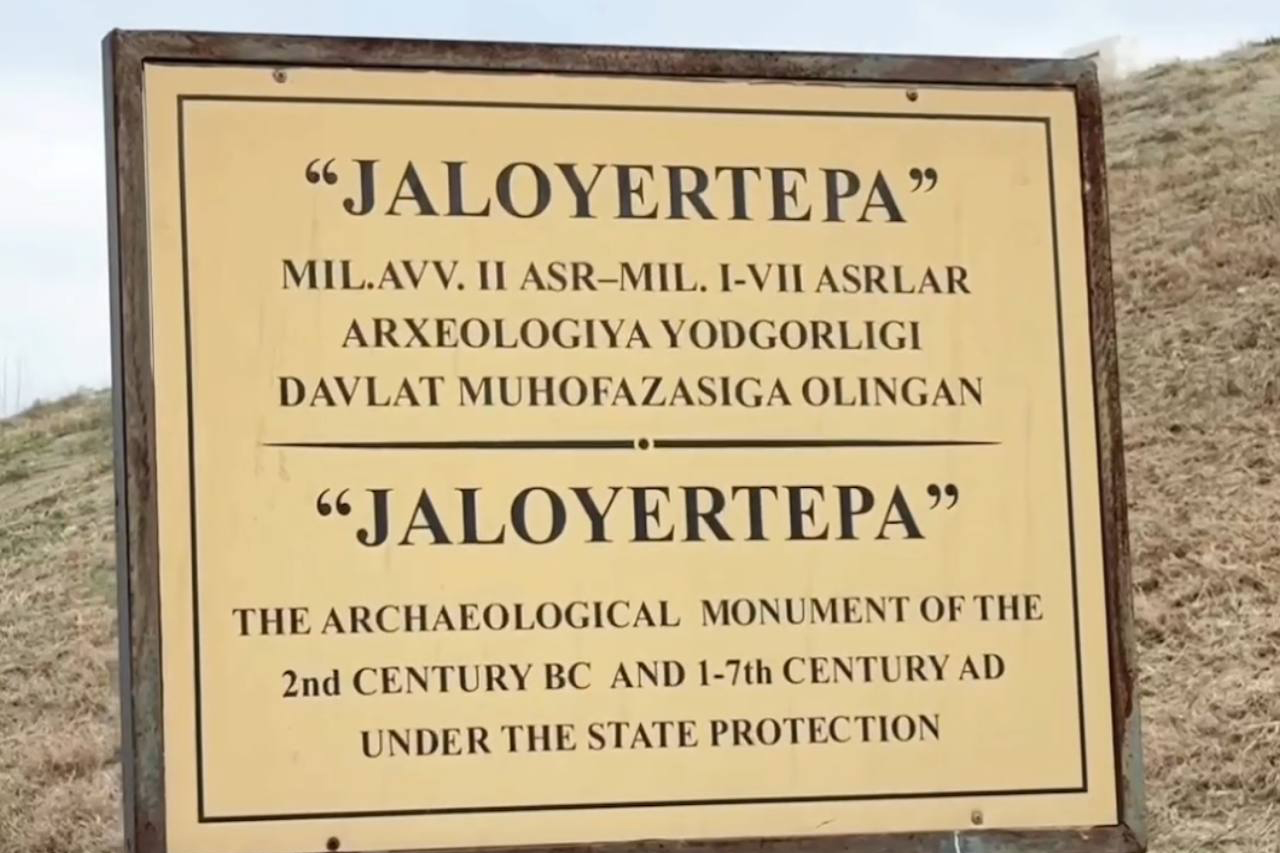 “JALOYERTEPA”
MIL.AVV. II ASR–MIL. I-VII ASRLAR
ARXEOLOGIYA YODGORLIGI
DAVLAT MUHOFAZASIGA OLINGAN
“JALOYERTEPA”
THE ARCHAEOLOGICAL MONUMENT OF THE
2nd CENTURY BC AND 1-7th CENTURY AD
UNDER THE STATE PROTECTION